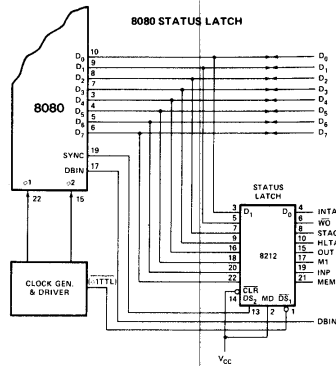 8080 STATUS LATCH
10 D0 D0
9 D1 D1
8 D2 D2
7 D3 D3
3 D4 D4
4 D5 D5
5 D6 D6
6 D7 D7
8080
SYNC 19
DBIN 17
φ1 φ2
22 15
STATUS
LATCH
3 D1 D0 4 INTA
5 6 WO
7 8 STAC
9 10 HLTA
16 15 OUT
18 17 M1
20 19 INP
22 21 MEM
8212
CLOCK GEN.
& DRIVER
(φ1TTL)
CLR
14 DS2 MD DS1
13 2 1
DBIN
VCC